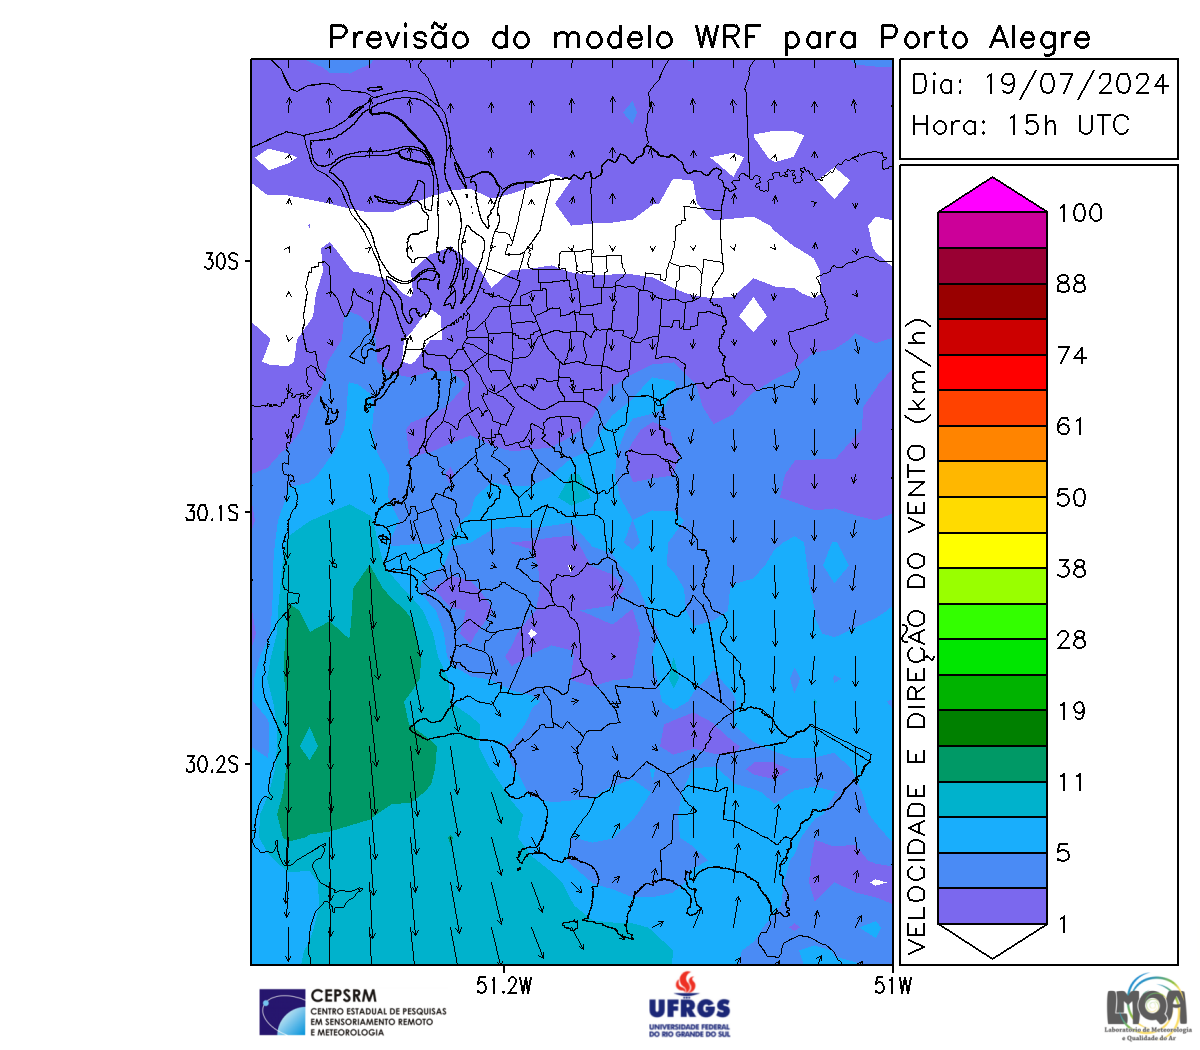 Previsão do modelo WRF para Porto Alegre
Dia: 19/07/2024
Hora: 15h UTC
30S
30.1S
30.2S
51.2W
51W
VELOCIDADE E DIREÇÃO DO VENTO (km/h)
100
88
74
61
50
38
28
19
11
5
1
CEPSRM
CENTRO ESTADUAL DE PESQUISAS
EM SENSORIAMENTO REMOTO
E METEOROLOGIA
UFRGS
UNIVERSIDADE FEDERAL
DO RIO GRANDE DO SUL
LMQA
Laboratório de Meteorologia
e Qualidade do Ar